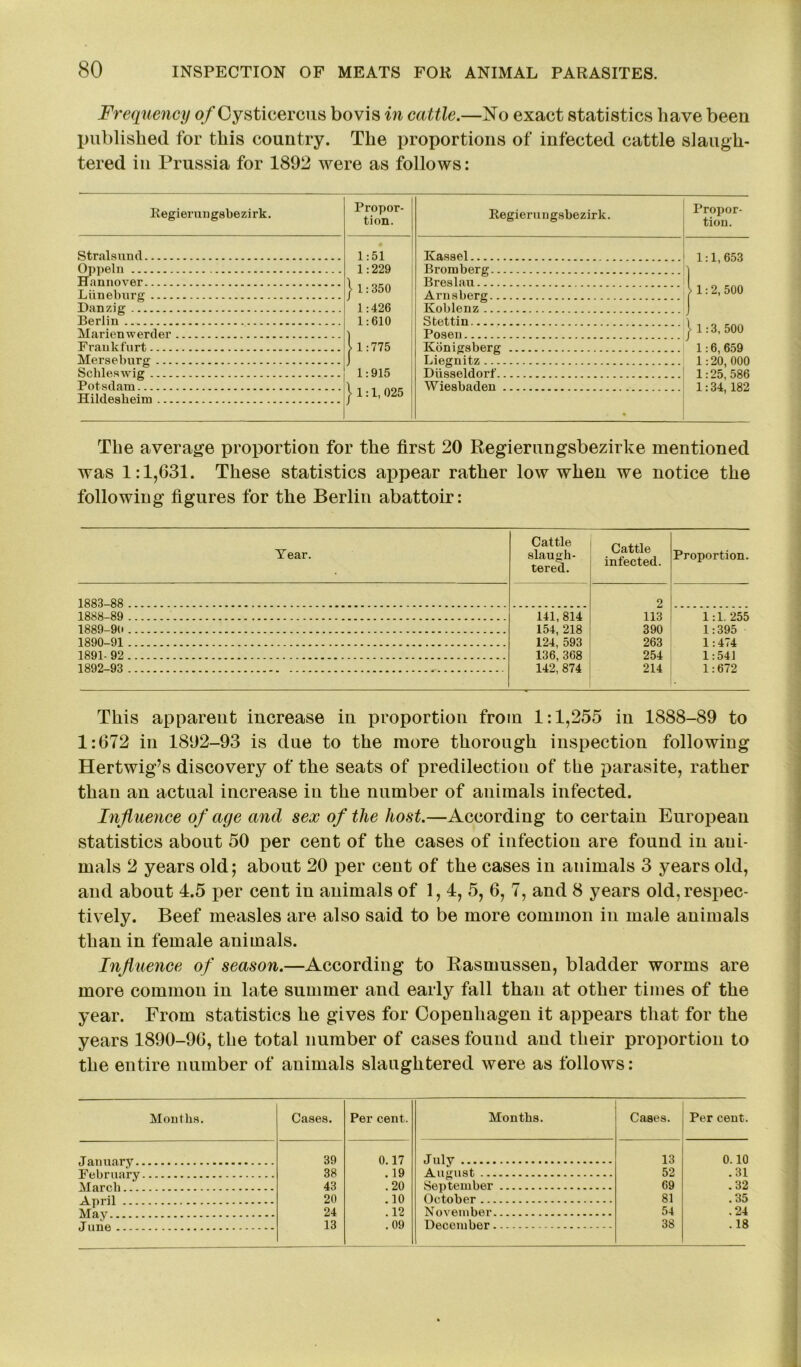 80 INSPECTION OF MEATS FOR ANIMAL PARASITES.
Frequency of Cysticercus bovis in cattle.—No exact statistics have been
published for this country. The proportions of infected cattle slaugh-
tered in Prussia for 1892 were as follows:
Regierungsbezirk. Propor-tion. Regierungsbezirk. Propor-tion.
Stralsund 1:51 Kassel 1:1,653
Oppeln 1:229 Bromberg
Hannover } 1:350 Breslau } 1:2,500
Lüneburg Arnsberg
Danzig 1:426 Koblenz
Berlin 1:610 Stettin } 1:3,500
Marienwerder Posen
Frankfurt } 1:775 Königsberg 1:6,659
Merseburg Liegnitz 1:20,000
Schleswig 1:915 Düsseldorf 1:25,586
Potsdam } 1:1,025 Wiesbaden 1:34,182
Hildesheim
The average proportion for the first 20 Regierungsbezirke mentioned
was 1:1,631. These statistics appear rather low when we notice the
following figures for the Berlin abattoir:
Year. Cattle slaugh-tered. Cattle infected. Proportion.
1883-88 2
1888-89 141,814 113 1:1.255
1889-90 154,218 390 1:395
1890-91 124,593 263 1:474
1891-92 136,368 254 1:541
1892-93 142,874 214 1:672
This apparent increase in proportion from 1:1,255 in 1888–89 to
1:672 in 1892–93 is due to the more thorough inspection following
Hertwig's discovery of the seats of predilection of the parasite, rather
than an actual increase in the number of animals infected.
Influence of age and sex of the host.—According to certain European
statistics about 50 per cent of the cases of infection are found in ani-
mals 2 years old; about 20 per cent of the cases in animals 3 years old,
and about 4.5 per cent in animals of 1, 4, 5, 6, 7, and 8 years old, respec-
tively. Beef measles are also said to be more common in male animals
than in female animals.
Influence of season.—According to Rasmussen, bladder worms are
more common in late summer and early fall than at other times of the
year. From statistics he gives for Copenhagen it appears that for the
years 1890–96, the total number of cases found and their proportion to
the entire number of animals slaughtered were as follows:
Months. Cases. Per cent. Months. Cases. Per cent.
January 39 0.17 July 13 0.10
February 38 .19 August 52 .31
March 43 .20 September 69 .32
April 20 .10 October 81 .35
May 24 .12 November 54 .24
June 13 .09 December 38 .18